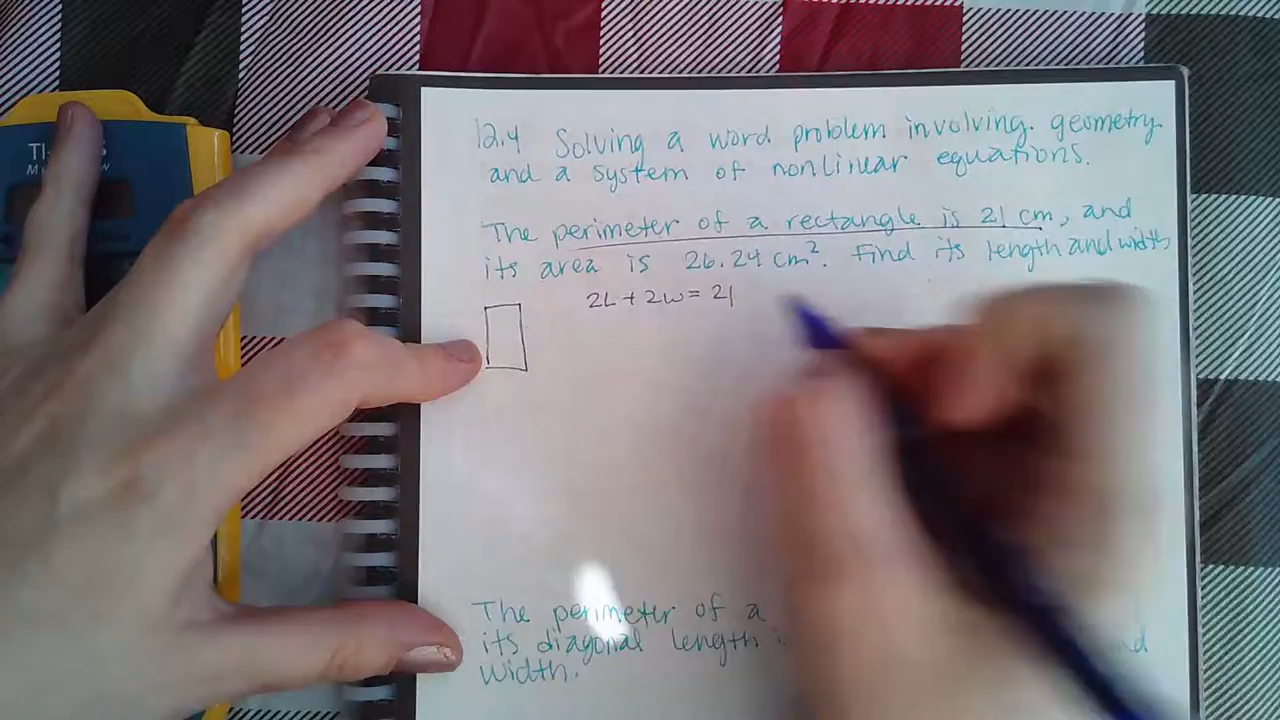 TI
12.4 Solving a word problem involving geometry
and a system of nonlinear equations.
The perimeter of a rectangle is 21 cm, and
its area is 26.24 cm². Find its length and width
2L + 2W = 21
The perimeter of a
its diagonal length
width.